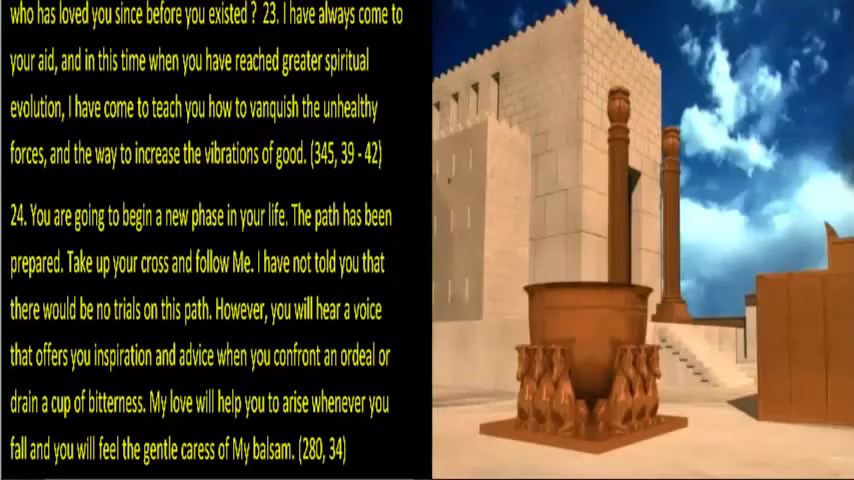 who has loved you since before you existed ? 23. I have always come to
your aid, and in this time when you have reached greater spiritual
evolution, I have come to teach you how to vanquish the unhealthy
forces, and the way to increase the vibrations of good. (345, 39 - 42)
24. You are going to begin a new phase in your life. The path has been
prepared. Take up your cross and follow Me. I have not told you that
there would be no trials on this path. However, you will hear a voice
that offers you inspiration and advice when you confront an ordeal or
drain a cup of bitterness. My love will help you to arise whenever you
fall and you will feel the gentle caress of My balsam. (280, 34)